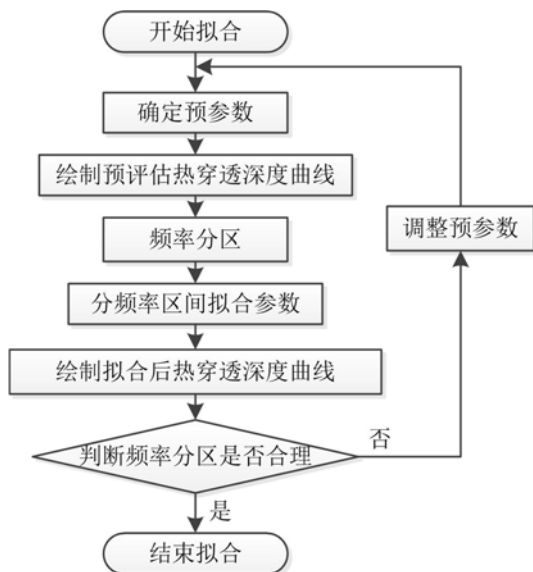 开始拟合
确定预参数
绘制预评估热穿透深度曲线
频率分区
调整预参数
分频率区间拟合参数
绘制拟合后热穿透深度曲线
判断频率分区是否合理
否
是
结束拟合